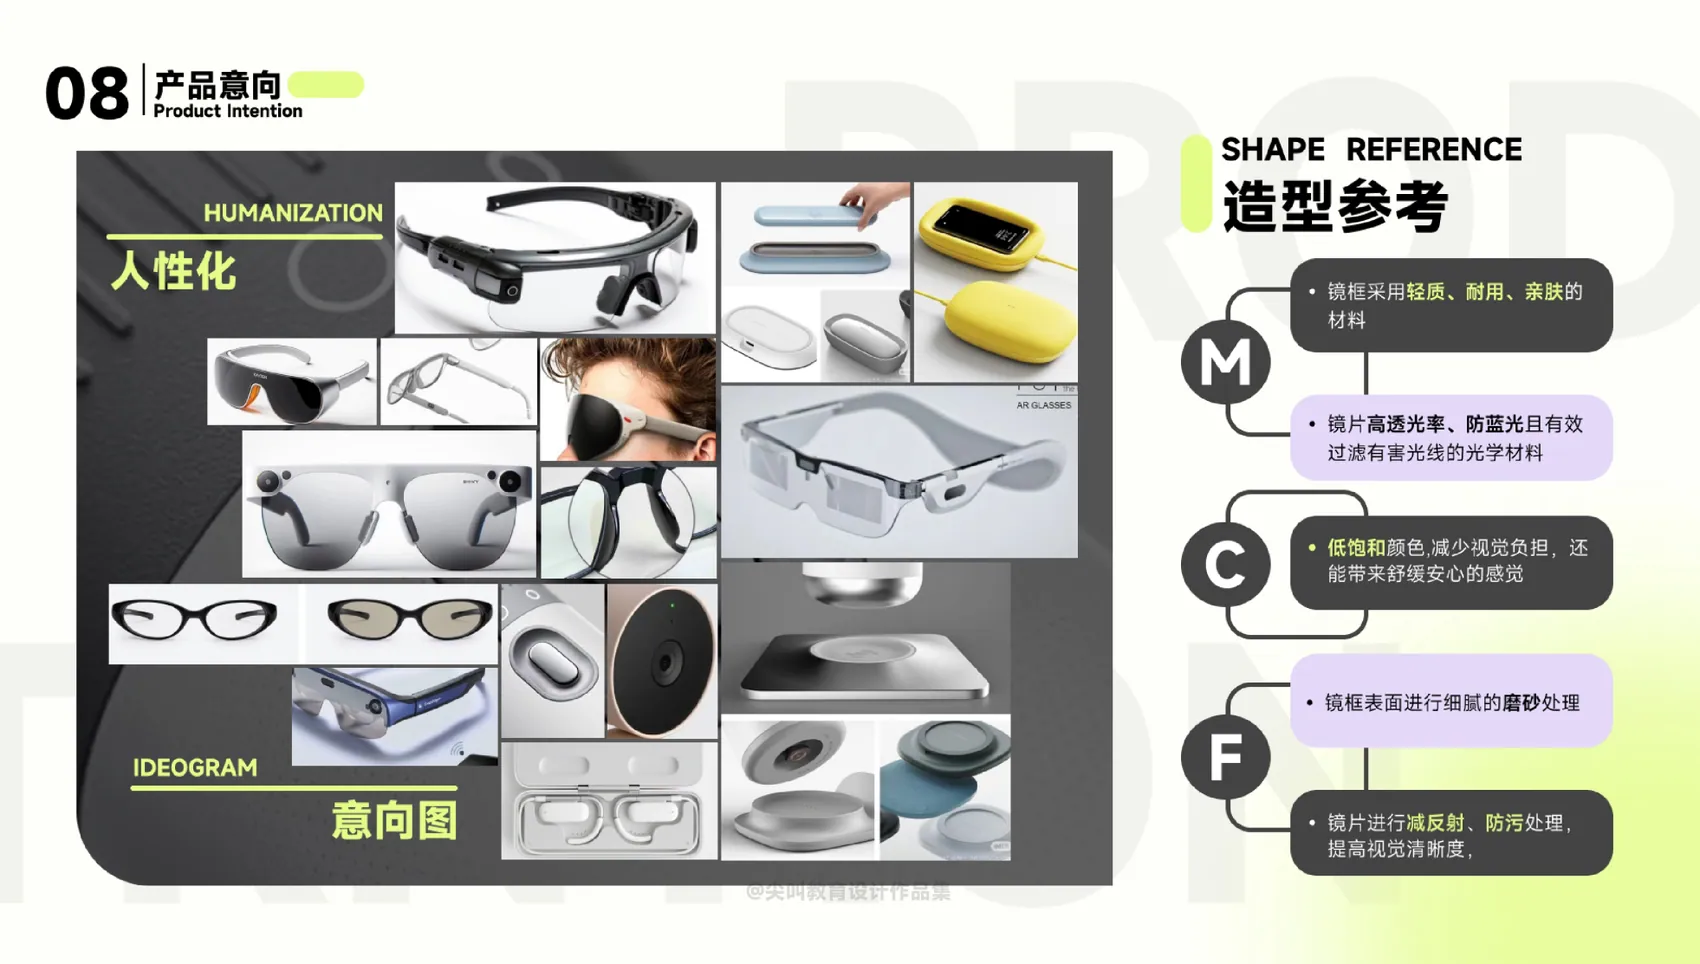 08
产品意向
Product Intention
HUMANIZATION
人性化
AR GLASSES
IDEOGRAM
意向图
SHAPE REFERENCE
造型参考
M
• 镜框采用轻质、耐用、亲肤的
材料
• 镜片高透光率、防蓝光且有效
过滤有害光线的光学材料
C
• 低饱和颜色,减少视觉负担，还
能带来舒缓安心的感觉
F
• 镜框表面进行细腻的磨砂处理
• 镜片进行减反射、防污处理，
提高视觉清晰度，
@尖叫教育设计作品集